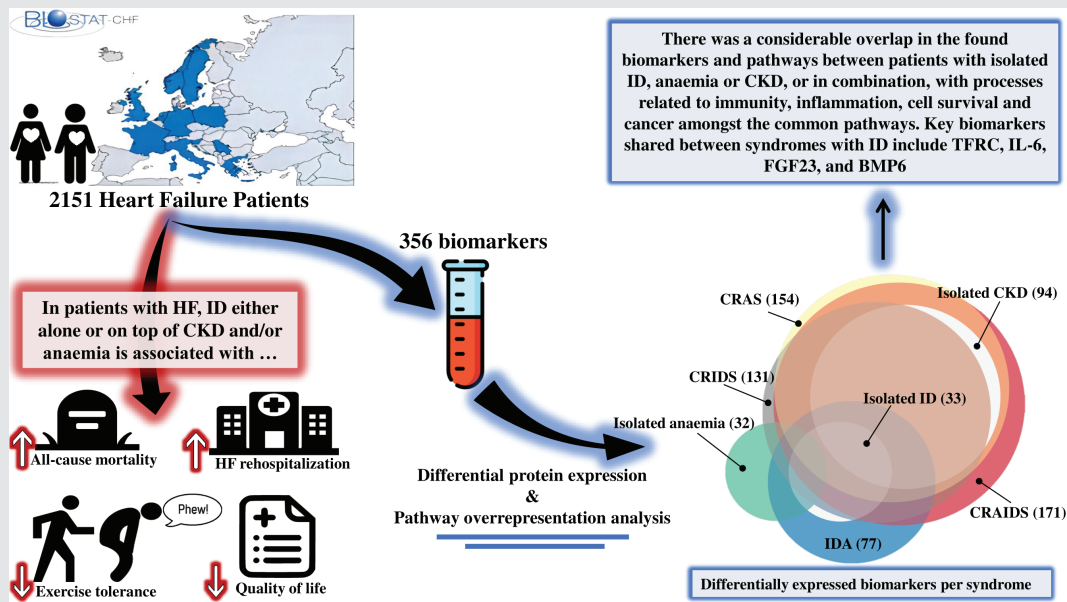 BIOSTAT-CHF
2151 Heart Failure Patients
In patients with HF, ID either
alone or on top of CKD and/or
anaemia is associated with ...
All-cause mortality
HF rehospitalization
Phew!
Exercise tolerance
Quality of life
356 biomarkers
Differential protein expression
&
Pathway overrepresentation analysis
There was a considerable overlap in the found
biomarkers and pathways between patients with isolated
ID, anaemia or CKD, or in combination, with processes
related to immunity, inflammation, cell survival and
cancer amongst the common pathways. Key biomarkers
shared between syndromes with ID include TFRC, IL-6,
FGF23, and BMP6
CRAS (154)
Isolated CKD (94)
CRIDS (131)
Isolated ID (33)
Isolated anaemia (32)
CRAIDS (171)
IDA (77)
Differentially expressed biomarkers per syndrome